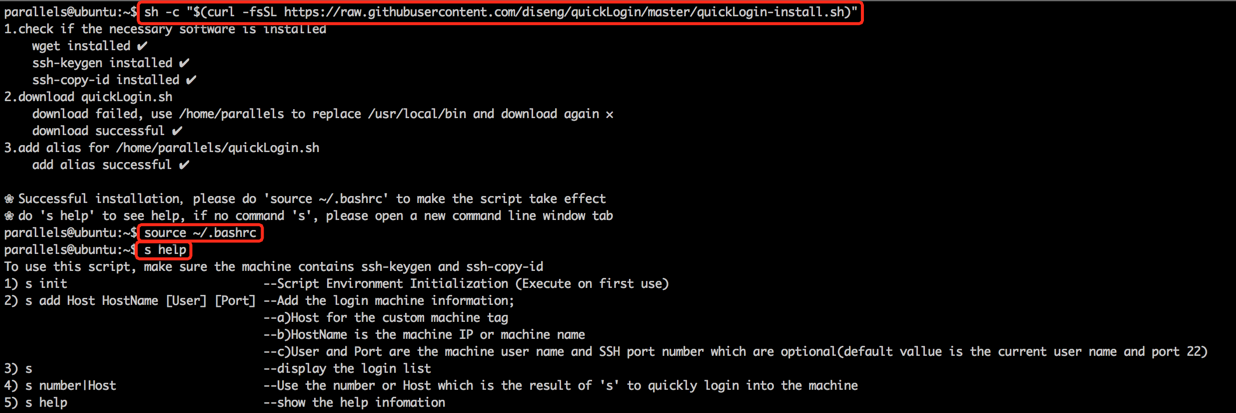 parallels@ubuntu:~$ sh -c "$(curl -fsSL https://raw.githubusercontent.com/diseng/quickLogin/master/quickLogin-install.sh)"
1.check if the necessary software is installed
    wget installed ✔
    ssh-keygen installed ✔
    ssh-copy-id installed ✔
2.download quickLogin.sh
    download failed, use /home/parallels to replace /usr/local/bin and download again ✗
    download successful ✔
3.add alias for /home/parallels/quickLogin.sh
    add alias successful ✔
❀ Successful installation, please do 'source ~/.bashrc' to make the script take effect
❀ do 's help' to see help, if no command 's', please open a new command line window tab
parallels@ubuntu:~$ source ~/.bashrc
parallels@ubuntu:~$ s help
To use this script, make sure the machine contains ssh-keygen and ssh-copy-id
1) s init                          --Script Environment Initialization (Execute on first use)
2) s add Host HostName [User] [Port] --Add the login machine information;
                                   --a)Host for the custom machine tag
                                   --b)HostName is the machine IP or machine name
                                   --c)User and Port are the machine user name and SSH port number which are optional(default vallue is the current user name and port 22)
3) s                               --display the login list
4) s number|Host                   --Use the number or Host which is the result of 's' to quickly login into the machine
5) s help                          --show the help infomation